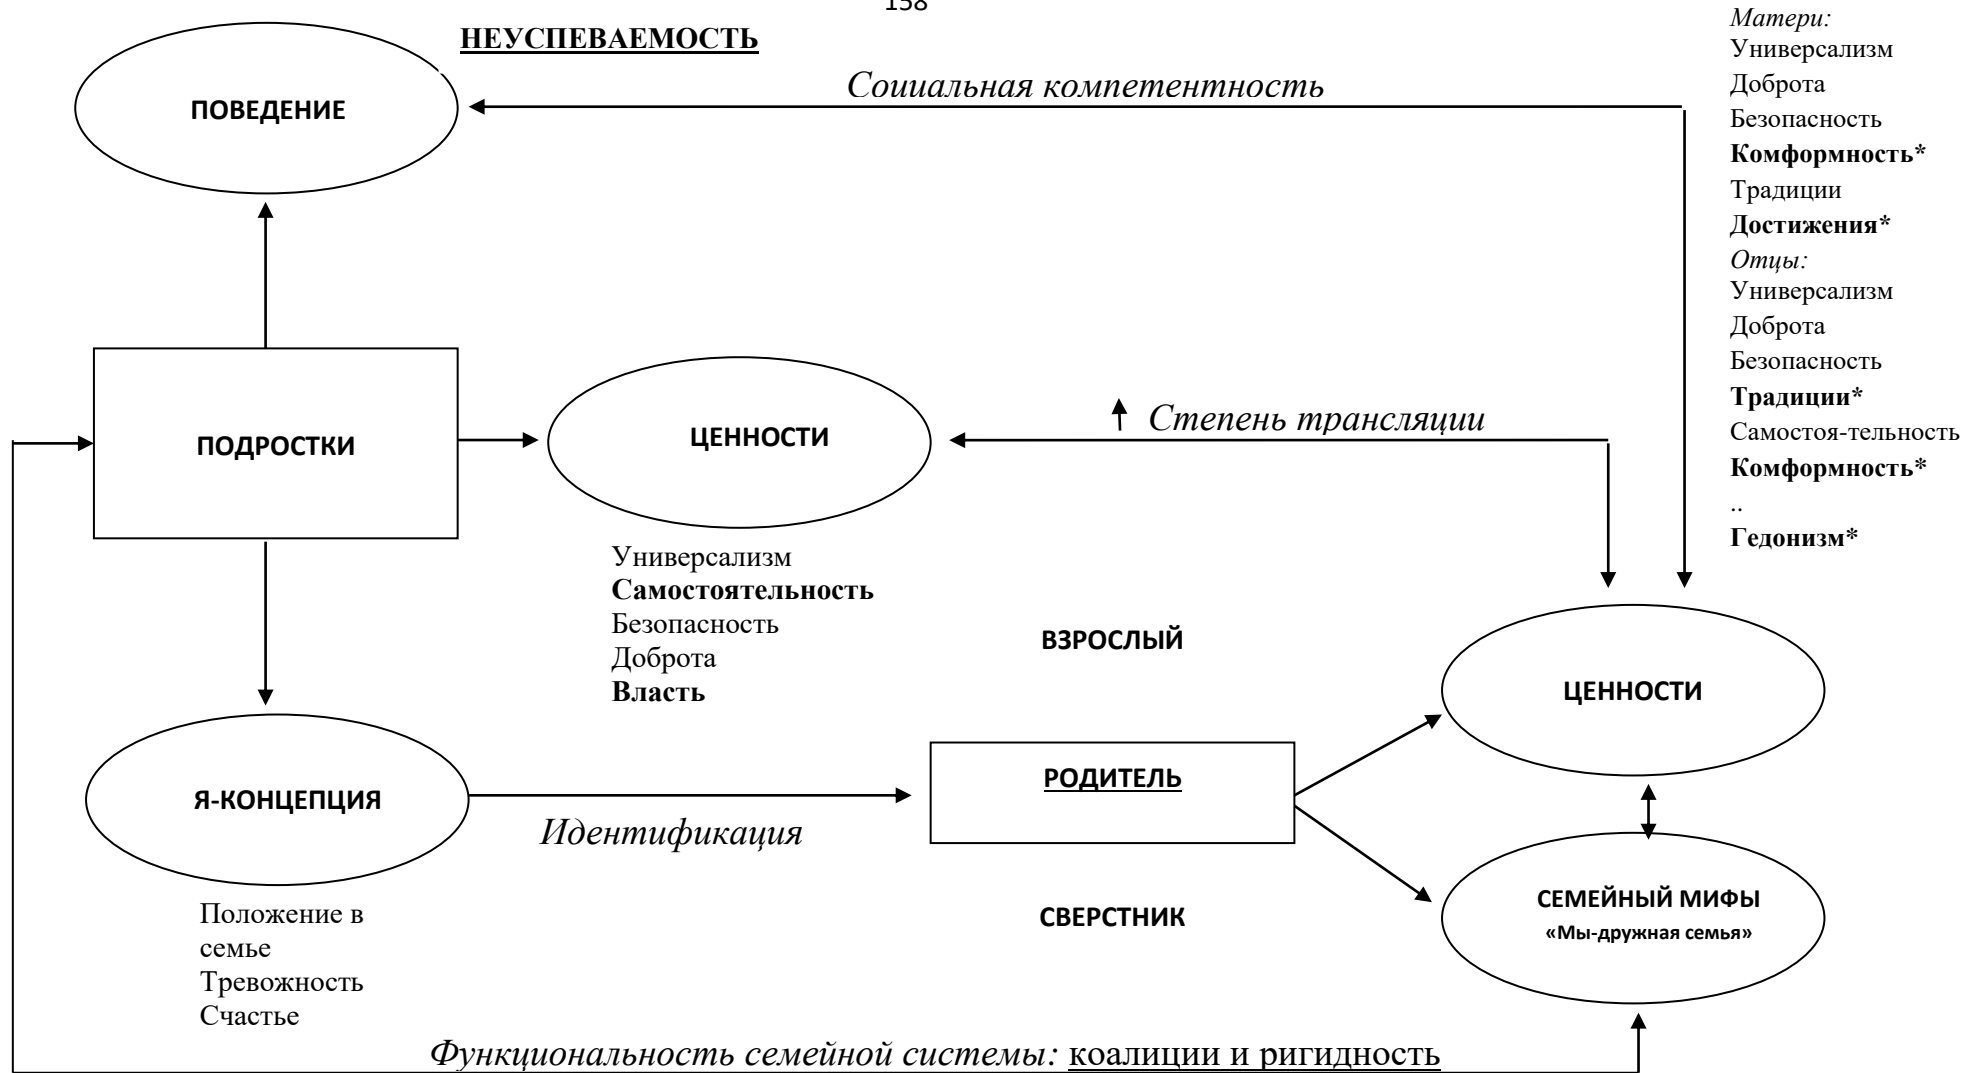 158
НЕУСПЕВАЕМОСТЬ
ПОВЕДЕНИЕ
Социальная компетентность
Матери:
Универсализм
Доброта
Безопасность
Комформность*
Традиции
Достижения*
Отцы:
Универсализм
Доброта
Безопасность
Традиции*
Самостоя-тельность
Комформность*
..
Гедонизм*
ПОДРОСТКИ
ЦЕННОСТИ
Степень трансляции
Универсализм
Самостоятельность
Безопасность
Доброта
Власть
ВЗРОСЛЫЙ
ЦЕННОСТИ
Я-КОНЦЕПЦИЯ
Идентификация
РОДИТЕЛЬ
СВЕРСТНИК
СЕМЕЙНЫЙ МИФЫ
«Мы-дружная семья»
Положение в
семье
Тревожность
Счастье
Функциональность семейной системы: коалиции и ригидность